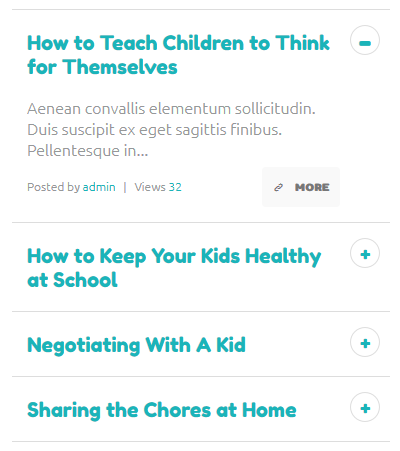 How to Teach Children to Think
for Themselves
Aenean convallis elementum sollicitudin.
Duis suscipit ex eget sagittis finibus.
Pellentesque in...
Posted by admin | Views 32
MORE
How to Keep Your Kids Healthy
at School
Negotiating With A Kid
Sharing the Chores at Home